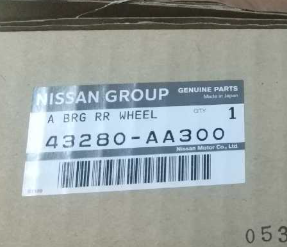 NISSAN GROUP GENUINE PARTS
Made in Japan
A BRG RR WHEEL QTY 1
43280-AA300
Nissan Motor Co., Ltd.
053